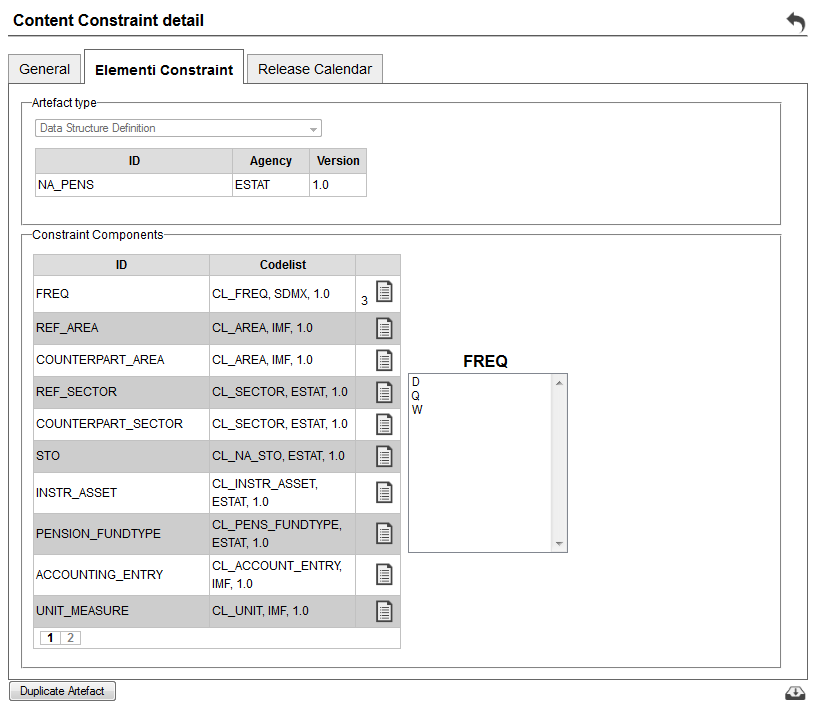 Content Constraint detail
General
Elementi Constraint
Release Calendar
Artefact type
Data Structure Definition
ID Agency Version
NA_PENS ESTAT 1.0
Constraint Components
ID Codelist
FREQ CL_FREQ, SDMX, 1.0 3
REF_AREA CL_AREA, IMF, 1.0
COUNTERPART_AREA CL_AREA, IMF, 1.0
REF_SECTOR CL_SECTOR, ESTAT, 1.0
COUNTERPART_SECTOR CL_SECTOR, ESTAT, 1.0
STO CL_NA_STO, ESTAT, 1.0
INSTR_ASSET CL_INSTR_ASSET,
ESTAT, 1.0
PENSION_FUNDTYPE CL_PENS_FUNDTYPE,
ESTAT, 1.0
ACCOUNTING_ENTRY CL_ACCOUNT_ENTRY,
IMF, 1.0
UNIT_MEASURE CL_UNIT, IMF, 1.0
1 2
FREQ
D
Q
W
Duplicate Artefact